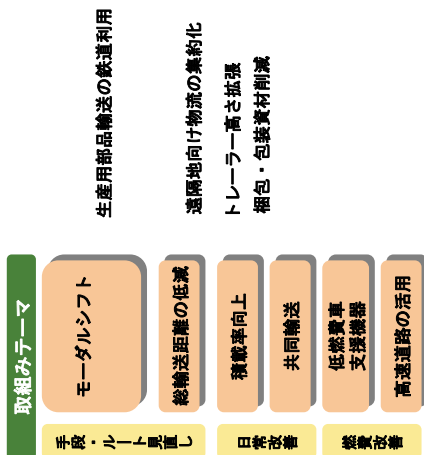 取組みテーマ
手段・ルート見直し
モーダルシフト
生産用部品輸送の鉄道利用
総輸送距離の低減
遠隔地向け物流の集約化
日常改善
積載率向上
トレーラー高さ拡張
梱包・包装資材削減
共同輸送
燃費改善
低燃費車
支援機器
高速道路の活用